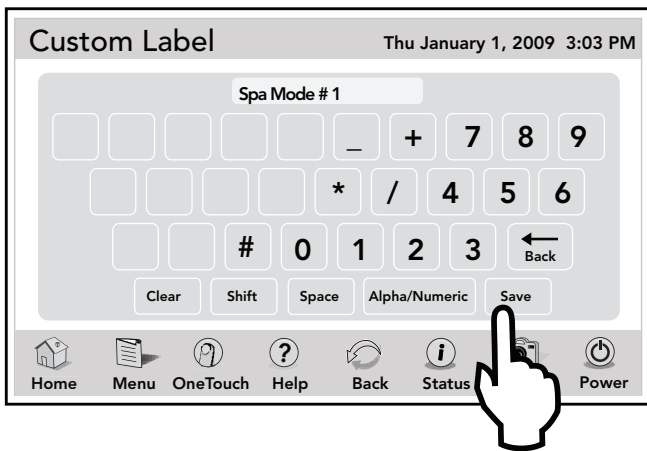 Custom Label Thu January 1, 2009 3:03 PM
Spa Mode # 1
_ + 7 8 9
* / 4 5 6
# 0 1 2 3 Back
Clear Shift Space Alpha/Numeric Save
Home Menu OneTouch Help Back Status Power